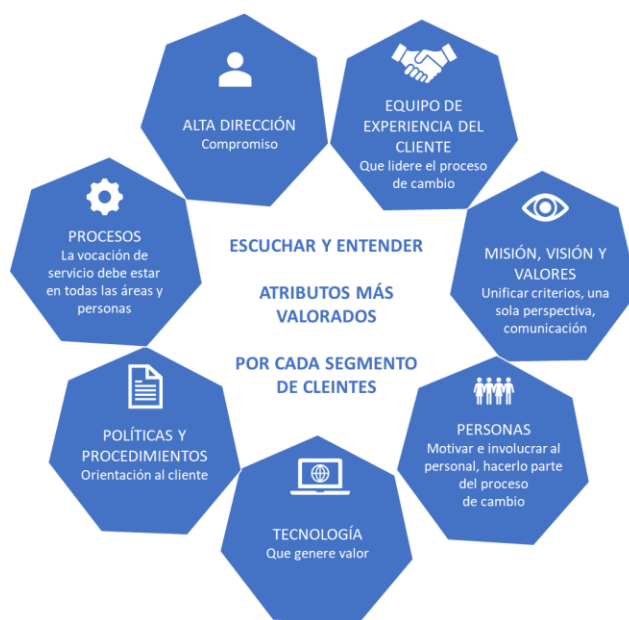 ALTA DIRECCIÓN
Compromiso
EQUIPO DE
EXPERIENCIA DEL
CLIENTE
Que lidere el proceso
de cambio
MISIÓN, VISIÓN Y
VALORES
Unificar criterios, una
sola perspectiva,
comunicación
PERSONAS
Motivar e involucrar al
personal, hacerlo parte
del proceso
de cambio
TECNOLOGÍA
Que genere valor
POLÍTICAS Y
PROCEDIMIENTOS
Orientación al cliente
PROCESOS
La vocación de
servicio debe estar
en todas las áreas y
personas
ESCUCHAR Y ENTENDER
ATRIBUTOS MÁS
VALORADOS
POR CADA SEGMENTO
DE CLEINTES